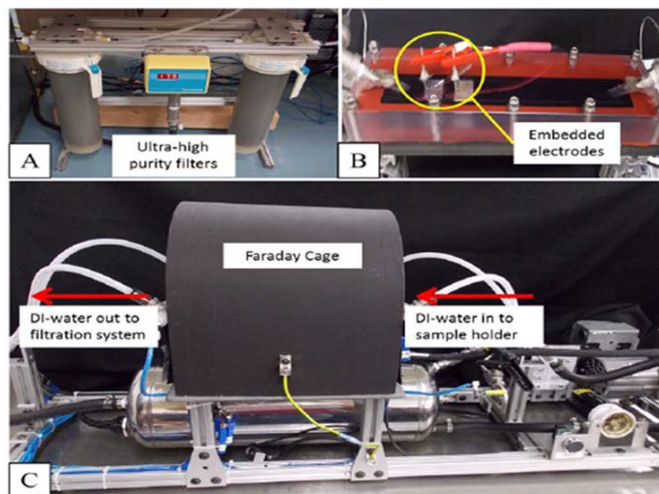 Ultra-high
purity filters
A
Embedded
electrodes
B
Faraday Cage
DI-water out to
filtration system
DI-water in to
sample holder
C